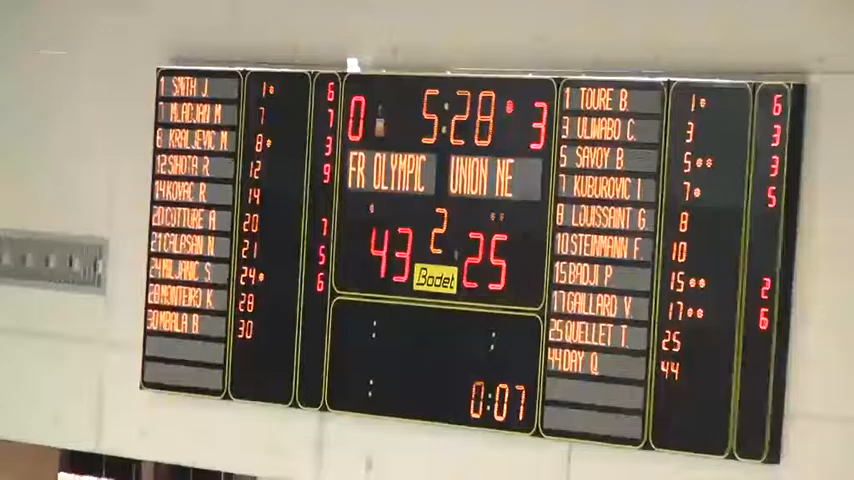 1 SMITH J. 1 6
7 MLADJAN M 7 7
8 KRALJEVIC M 8 3
12 SIHOTA R 12 9
14 KOVAC R 14
20 COTTURE A 20 7
21 CALASAN N 21 5
24 MILJANIC S 24 6
28 MONTEIRO K 28
30 MBALA B 30
0 5:28 3
FR OLYMPIC UNION NE
43 2 25
Bodet
0:07
1 TOURE B. 1 6
3 ULIWABO C. 3 3
5 SAVOY B 5 3
7 KUBUROVIC I 7 5
8 LOUISSAINT G 8
10 STEINMANN F. 10
15 BADJI P 15 2
17 GAILLARD V. 17 6
25 QUELLET T. 25
44 DAY Q 44